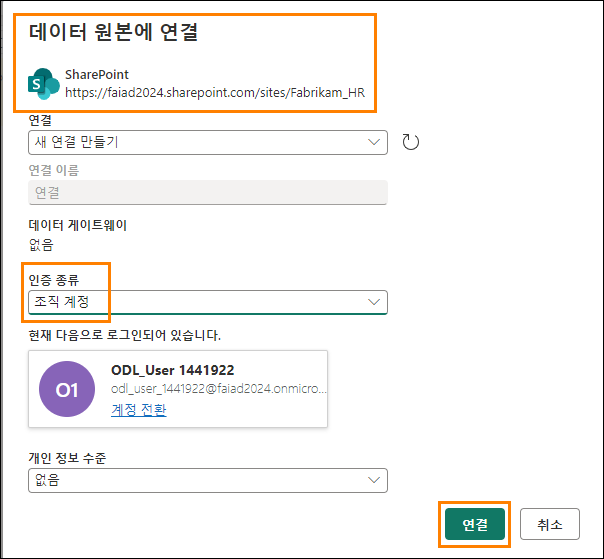 데이터 원본에 연결
S
SharePoint
https://faiad2024.sharepoint.com/sites/Fabrikam_HR
연결
새 연결 만들기
연결 이름
연결
데이터 게이트웨이
없음
인증 종류
조직 계정
현재 다음으로 로그인되어 있습니다.
O1
ODL_User 1441922
odl_user_1441922@faiad2024.onmicro...
계정 전환
개인 정보 수준
없음
연결 취소